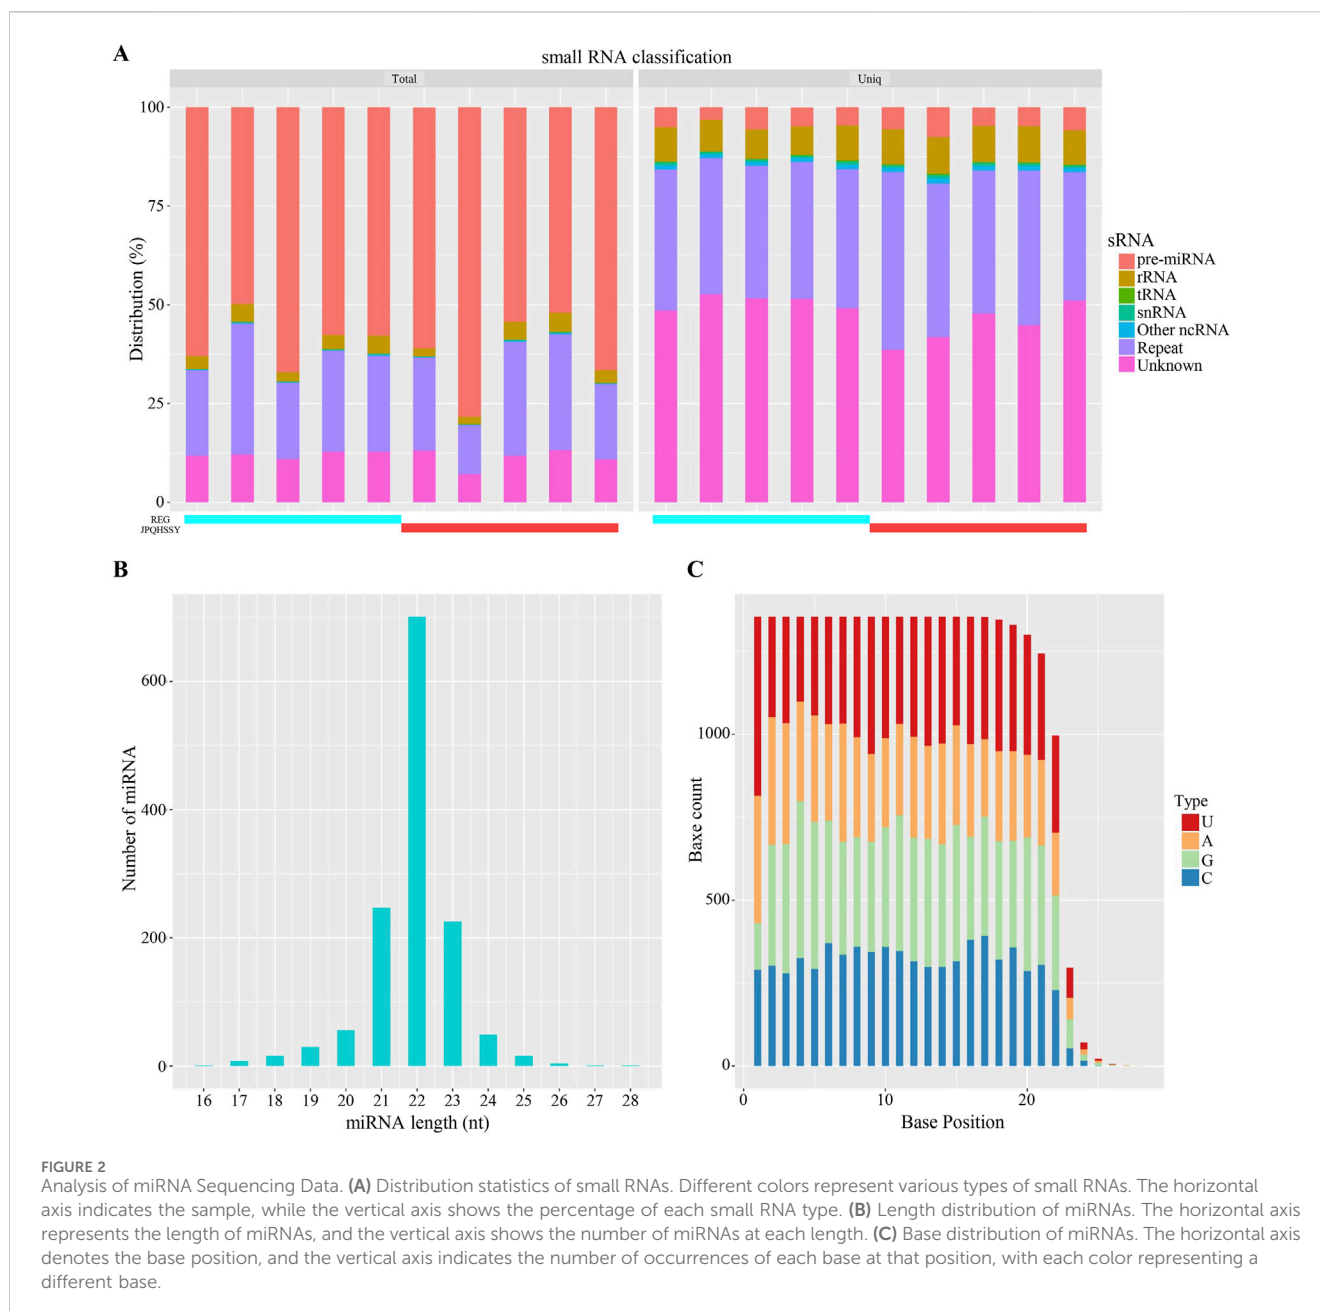 A
small RNA classification
Total
Uniq
100
75
50
25
0
Distribution (%)
REG
JPQHSSY
sRNA
pre-miRNA
rRNA
tRNA
snRNA
Other ncRNA
Repeat
Unknown
B
600
400
200
0
Number of miRNA
16 17 18 19 20 21 22 23 24 25 26 27 28
miRNA length (nt)
C
1000
500
0
Baxe count
0 10 20
Base Position
Type
U
A
G
C
FIGURE 2
Analysis of miRNA Sequencing Data. (A) Distribution statistics of small RNAs. Different colors represent various types of small RNAs. The horizontal
axis indicates the sample, while the vertical axis shows the percentage of each small RNA type. (B) Length distribution of miRNAs. The horizontal axis
represents the length of miRNAs, and the vertical axis shows the number of miRNAs at each length. (C) Base distribution of miRNAs. The horizontal axis
denotes the base position, and the vertical axis indicates the number of occurrences of each base at that position, with each color representing a
different base.